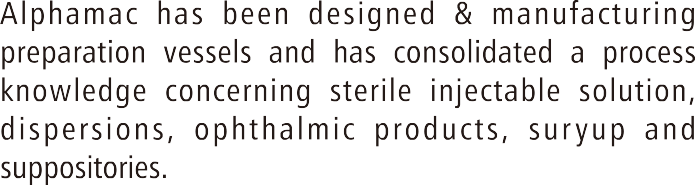 Alphamac has been designed & manufacturing
preparation vessels and has consolidated a process
knowledge concerning sterile injectable solution,
dispersions, ophthalmic products, suryup and
suppositories.